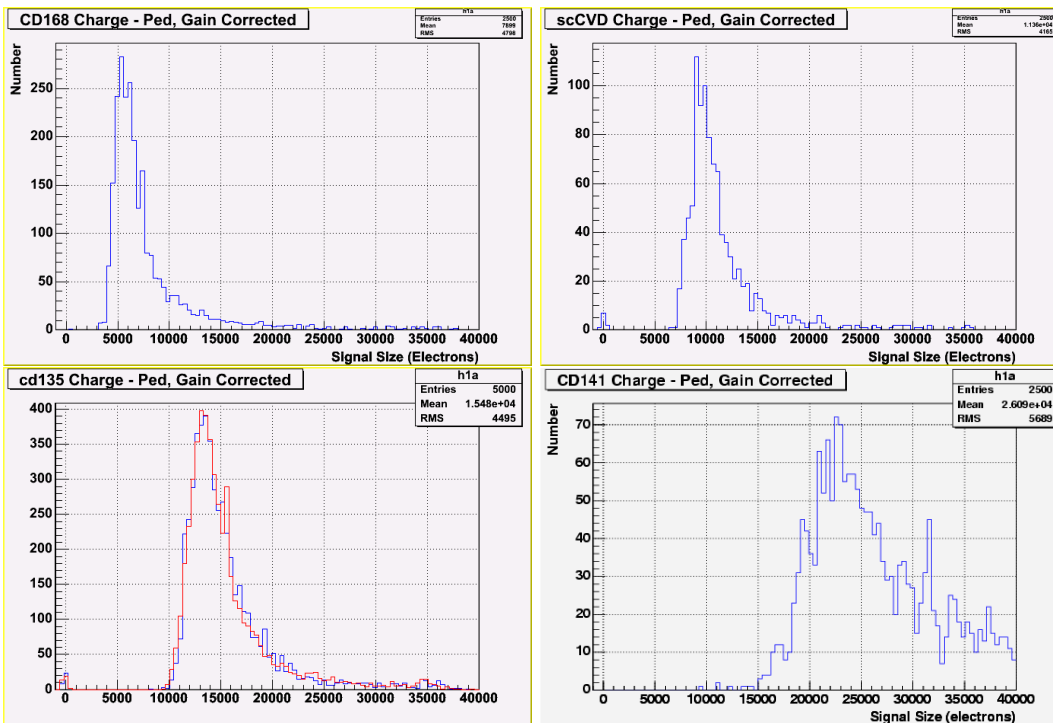 CD168 Charge - Ped, Gain Corrected
h1a
Entries 2500
Mean 7899
RMS 4798
Number
250
200
150
100
50
0
0 5000 10000 15000 20000 25000 30000 35000 40000
Signal Size (Electrons)
scCVD Charge - Ped, Gain Corrected
h1a
Entries 2500
Mean 1.136e+04
RMS 4165
Number
100
80
60
40
20
0
0 5000 10000 15000 20000 25000 30000 35000 40000
Signal Size (Electrons)
cd135 Charge - Ped, Gain Corrected
h1a
Entries 5000
Mean 1.548e+04
RMS 4495
400
350
300
250
200
150
100
50
0
0 5000 10000 15000 20000 25000 30000 35000 40000
CD141 Charge - Ped, Gain Corrected
h1a
Entries 2500
Mean 2.609e+04
RMS 5689
Number
70
60
50
40
30
20
10
0
0 5000 10000 15000 20000 25000 30000 35000 40000
Signal Size (electrons)